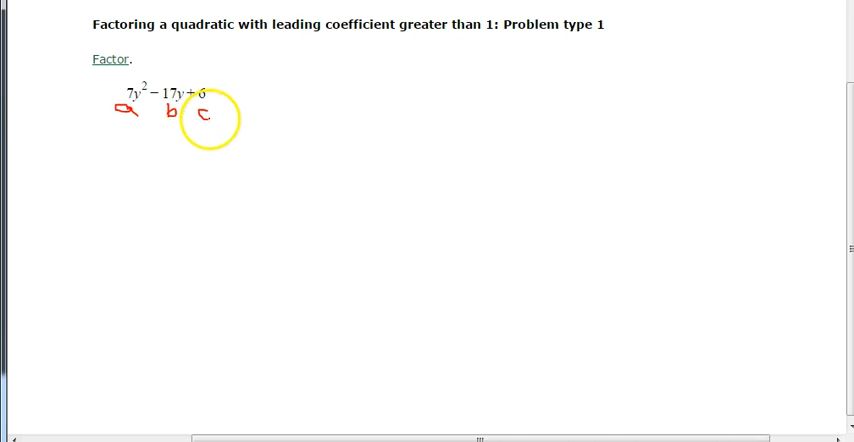 Factoring a quadratic with leading coefficient greater than 1: Problem type 1
Factor.
7y² − 17y + 6
a b c